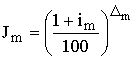 J_m = ((1 + i_m)/100)^Δ_m